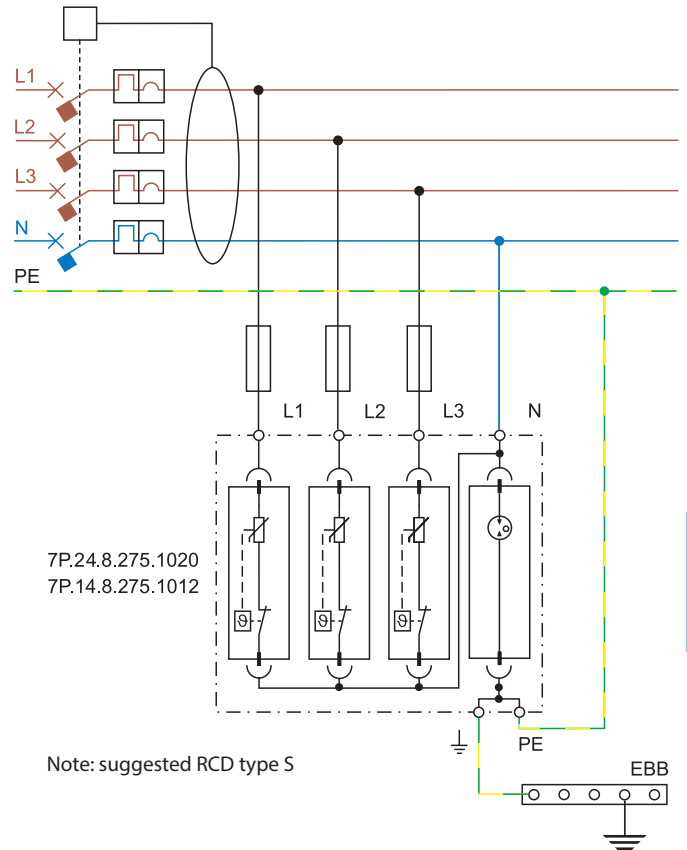 L1
L2
L3
N
PE
L1 L2 L3 N
7P.24.8.275.1020
7P.14.8.275.1012
ϑ ϑ ϑ
PE
Note: suggested RCD type S
EBB